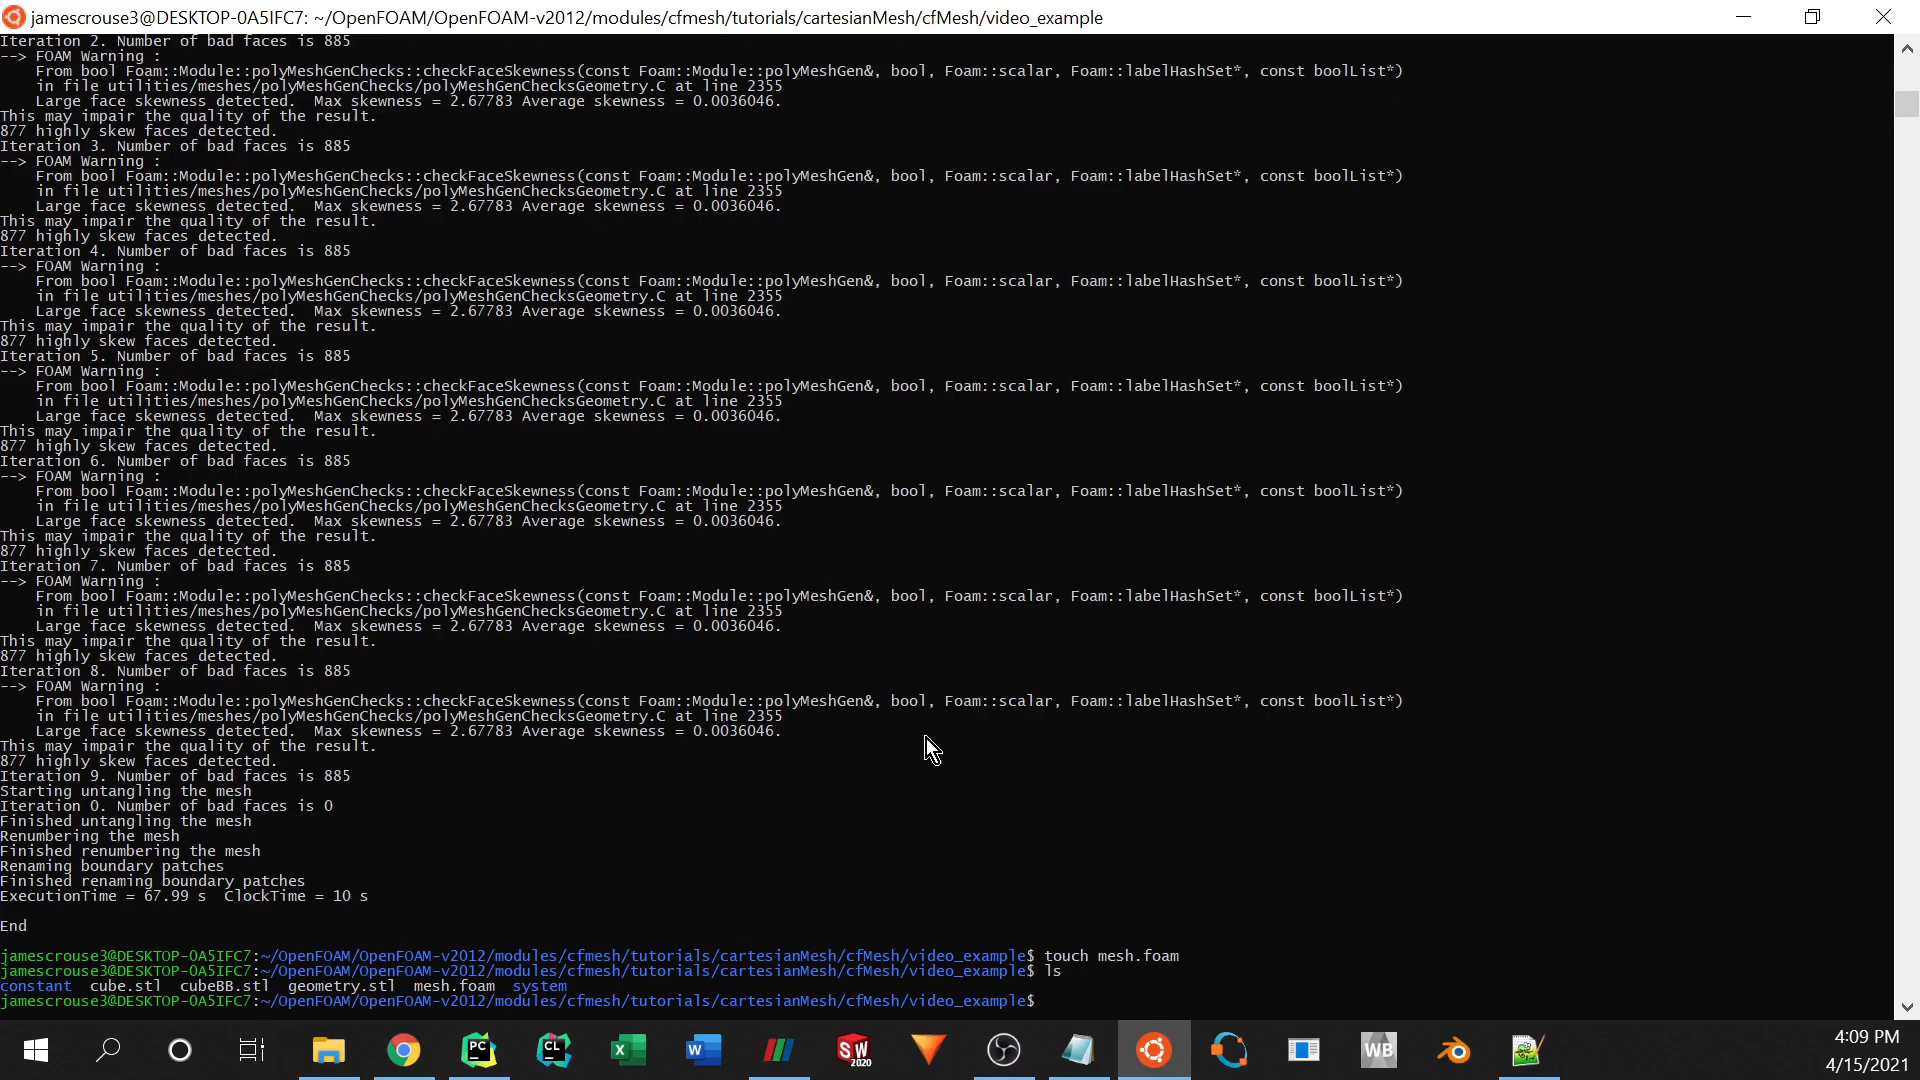 jamescrouse3@DESKTOP-0A5IFC7: ~/OpenFOAM/OpenFOAM-v2012/modules/cfmesh/tutorials/cartesianMesh/cfMesh/video_example
Iteration 2. Number of bad faces is 885
--> FOAM Warning :
    From bool Foam::Module::polyMeshGenChecks::checkFaceSkewness(const Foam::Module::polyMeshGen&, bool, Foam::scalar, Foam::labelHashSet*, const boolList*)
    in file utilities/meshes/polyMeshGenChecks/polyMeshGenChecksGeometry.C at line 2355
    Large face skewness detected.  Max skewness = 2.67783 Average skewness = 0.0036046.
This may impair the quality of the result.
877 highly skew faces detected.
Iteration 3. Number of bad faces is 885
--> FOAM Warning :
    From bool Foam::Module::polyMeshGenChecks::checkFaceSkewness(const Foam::Module::polyMeshGen&, bool, Foam::scalar, Foam::labelHashSet*, const boolList*)
    in file utilities/meshes/polyMeshGenChecks/polyMeshGenChecksGeometry.C at line 2355
    Large face skewness detected.  Max skewness = 2.67783 Average skewness = 0.0036046.
This may impair the quality of the result.
877 highly skew faces detected.
Iteration 4. Number of bad faces is 885
--> FOAM Warning :
    From bool Foam::Module::polyMeshGenChecks::checkFaceSkewness(const Foam::Module::polyMeshGen&, bool, Foam::scalar, Foam::labelHashSet*, const boolList*)
    in file utilities/meshes/polyMeshGenChecks/polyMeshGenChecksGeometry.C at line 2355
    Large face skewness detected.  Max skewness = 2.67783 Average skewness = 0.0036046.
This may impair the quality of the result.
877 highly skew faces detected.
Iteration 5. Number of bad faces is 885
--> FOAM Warning :
    From bool Foam::Module::polyMeshGenChecks::checkFaceSkewness(const Foam::Module::polyMeshGen&, bool, Foam::scalar, Foam::labelHashSet*, const boolList*)
    in file utilities/meshes/polyMeshGenChecks/polyMeshGenChecksGeometry.C at line 2355
    Large face skewness detected.  Max skewness = 2.67783 Average skewness = 0.0036046.
This may impair the quality of the result.
877 highly skew faces detected.
Iteration 6. Number of bad faces is 885
--> FOAM Warning :
    From bool Foam::Module::polyMeshGenChecks::checkFaceSkewness(const Foam::Module::polyMeshGen&, bool, Foam::scalar, Foam::labelHashSet*, const boolList*)
    in file utilities/meshes/polyMeshGenChecks/polyMeshGenChecksGeometry.C at line 2355
    Large face skewness detected.  Max skewness = 2.67783 Average skewness = 0.0036046.
This may impair the quality of the result.
877 highly skew faces detected.
Iteration 7. Number of bad faces is 885
--> FOAM Warning :
    From bool Foam::Module::polyMeshGenChecks::checkFaceSkewness(const Foam::Module::polyMeshGen&, bool, Foam::scalar, Foam::labelHashSet*, const boolList*)
    in file utilities/meshes/polyMeshGenChecks/polyMeshGenChecksGeometry.C at line 2355
    Large face skewness detected.  Max skewness = 2.67783 Average skewness = 0.0036046.
This may impair the quality of the result.
877 highly skew faces detected.
Iteration 8. Number of bad faces is 885
--> FOAM Warning :
    From bool Foam::Module::polyMeshGenChecks::checkFaceSkewness(const Foam::Module::polyMeshGen&, bool, Foam::scalar, Foam::labelHashSet*, const boolList*)
    in file utilities/meshes/polyMeshGenChecks/polyMeshGenChecksGeometry.C at line 2355
    Large face skewness detected.  Max skewness = 2.67783 Average skewness = 0.0036046.
This may impair the quality of the result.
877 highly skew faces detected.
Iteration 9. Number of bad faces is 885
Starting untangling the mesh
Iteration 0. Number of bad faces is 0
Finished untangling the mesh
Renumbering the mesh
Finished renumbering the mesh
Renaming boundary patches
Finished renaming boundary patches
ExecutionTime = 67.99 s  ClockTime = 10 s
End
jamescrouse3@DESKTOP-0A5IFC7:~/OpenFOAM/OpenFOAM-v2012/modules/cfmesh/tutorials/cartesianMesh/cfMesh/video_example$ touch mesh.foam
jamescrouse3@DESKTOP-0A5IFC7:~/OpenFOAM/OpenFOAM-v2012/modules/cfmesh/tutorials/cartesianMesh/cfMesh/video_example$ ls
constant  cube.stl  cubeBB.stl  geometry.stl  mesh.foam  system
jamescrouse3@DESKTOP-0A5IFC7:~/OpenFOAM/OpenFOAM-v2012/modules/cfmesh/tutorials/cartesianMesh/cfMesh/video_example$
PC CL X W SW 2020 WB
4:09 PM
4/15/2021